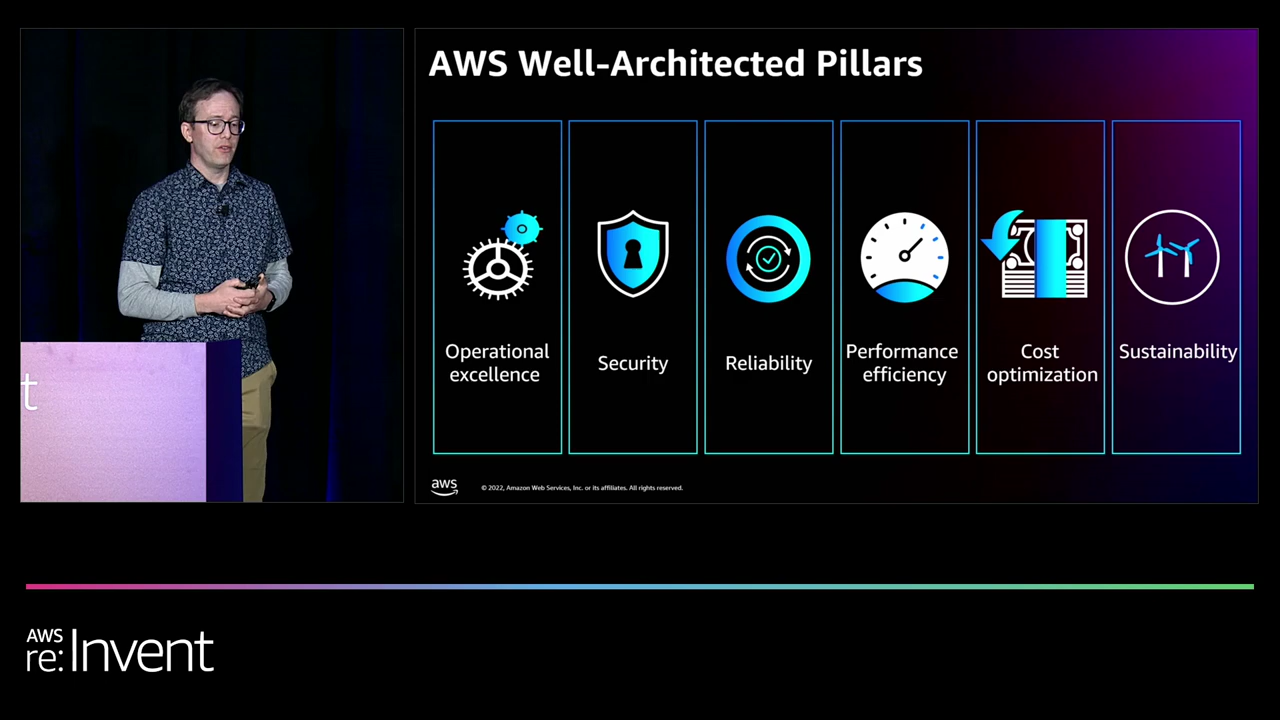 AWS Well-Architected Pillars
Operational
excellence
Security
Reliability
Performance
efficiency
Cost
optimization
Sustainability
aws
© 2022, Amazon Web Services, Inc. or its affiliates. All rights reserved.
t
AWS
re:Invent